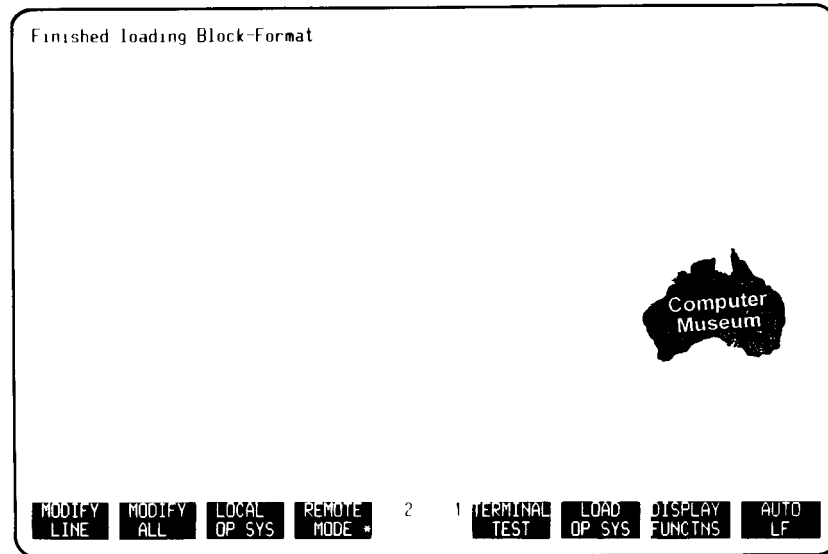 Finished loading Block-Format
Computer
Museum
MODIFY LINE
MODIFY ALL
LOCAL OP SYS
REMOTE MODE *
2 1
TERMINAL TEST
LOAD OP SYS
DISPLAY FUNCTNS
AUTO LF